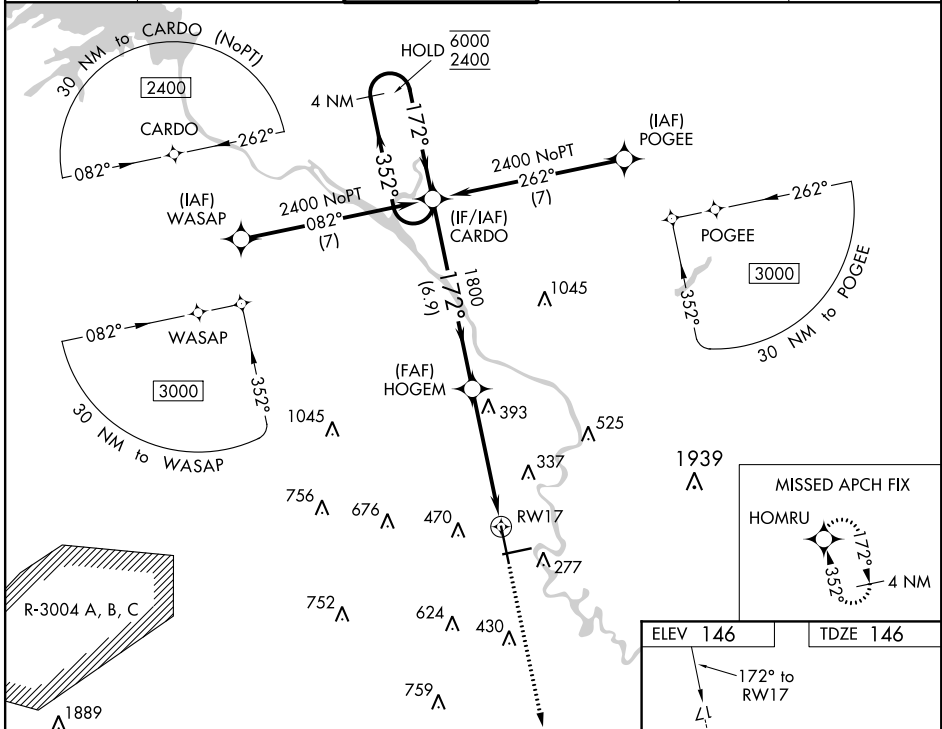 30 NM to CARDO (NoPT)
2400
CARDO
082°
262°
HOLD 6000
2400
4 NM
172°
352°
(IAF)
POGEE
2400 NoPT
262°
(7)
(IAF)
WASAP
2400 NoPT
082°
(7)
(IF/IAF)
CARDO
262°
POGEE
3000
352°
30 NM to POGEE
1800
172°
(6.9)
1045
082°
WASAP
3000
352°
30 NM to WASAP
(FAF)
HOGEM
393
1045
525
337
1939
756
676
470
RW17
277
MISSED APCH FIX
HOMRU
172°
352°
4 NM
R-3004 A, B, C
752
624
430
759
1889
ELEV 146
TDZE 146
172° to
RW17
17